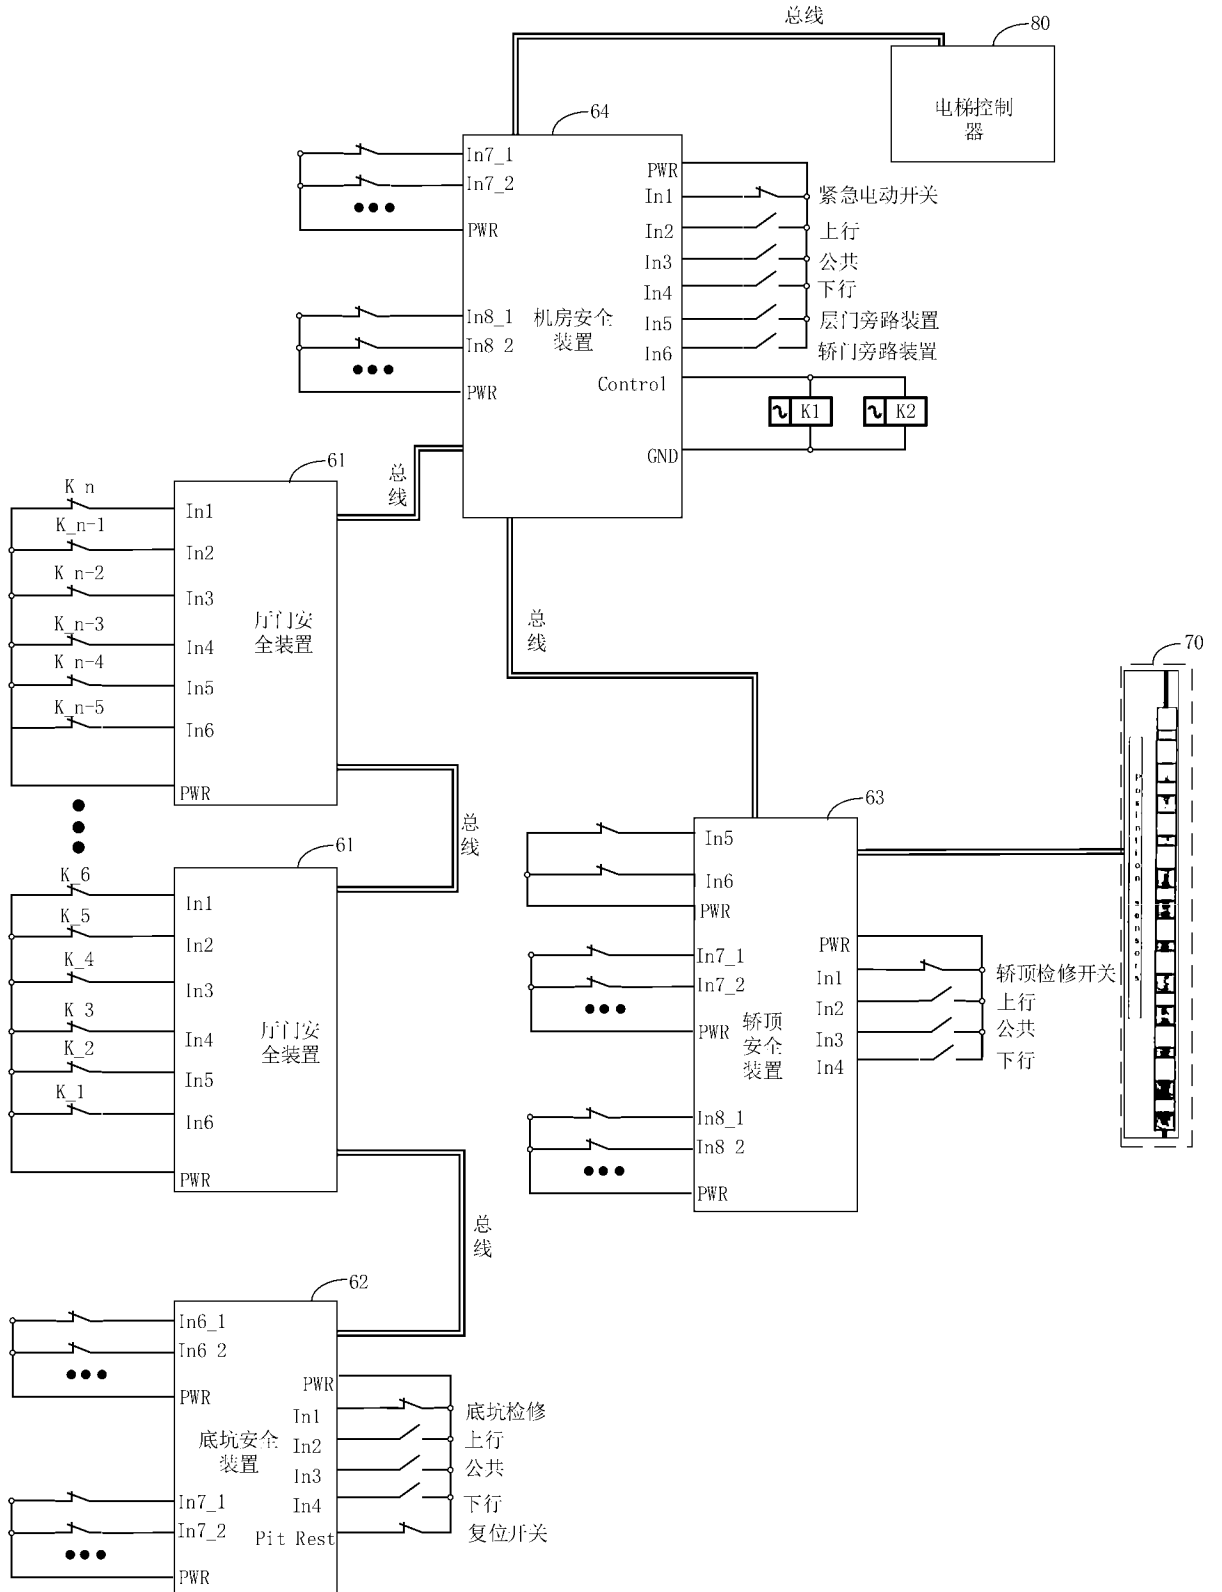 总线
80
电梯控制
器
64
In7_1
In7_2
PWR
In8_1
In8 2
PWR
机房安全
装置
PWR
In1
In2
In3
In4
In5
In6
Control
GND
紧急电动开关
上行
公共
下行
层门旁路装置
轿门旁路装置
K1
K2
总
线
61
K n
K_n-1
K n-2
K_n-3
K n-4
K_n-5
In1
In2
In3
In4
In5
In6
PWR
厅门安
全装置
总
线
总
线
61
K_6
K_5
K_4
K 3
K_2
K_1
In1
In2
In3
In4
In5
In6
PWR
厅门安
全装置
总
线
63
In5
In6
PWR
In7_1
In7_2
PWR
In8_1
In8 2
PWR
轿顶
安全
装置
PWR
In1
In2
In3
In4
轿顶检修开关
上行
公共
下行
70
62
In6_1
In6 2
PWR
In7_1
In7_2
PWR
底坑安全
装置
PWR
In1
In2
In3
In4
Pit Rest
底坑检修
上行
公共
下行
复位开关